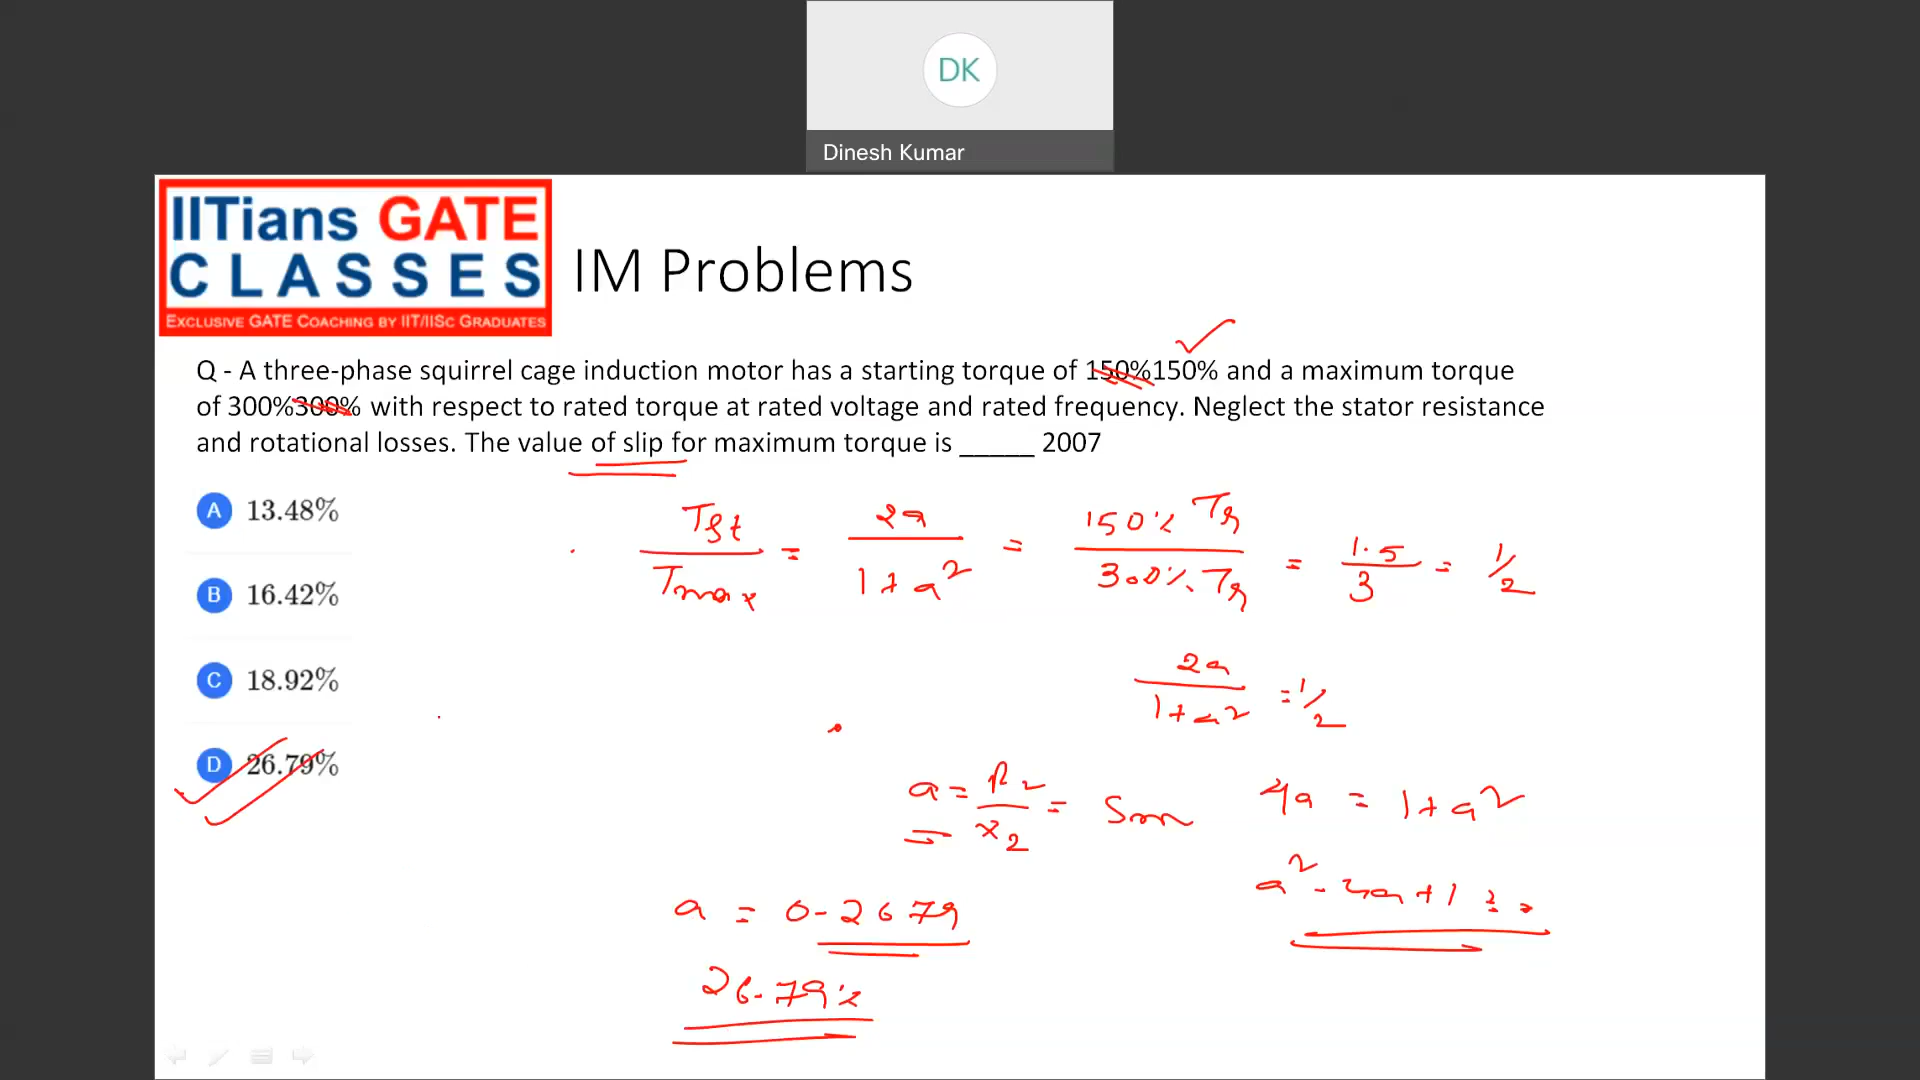 DK
Dinesh Kumar
IITians GATE
CLASSES
EXCLUSIVE GATE COACHING BY IIT/IISC GRADUATES
IM Problems
Q - A three-phase squirrel cage induction motor has a starting torque of 150%150% and a maximum torque
of 300%300% with respect to rated torque at rated voltage and rated frequency. Neglect the stator resistance
and rotational losses. The value of slip for maximum torque is _____ 2007
A 13.48%
B 16.42%
C 18.92%
D 26.79%
Tst/Tmax = 2a/1+a² = 150% Tr/300% Tr = 1.5/3 = 1/2
2a/1+a² = 1/2
a = R2/x2 = Sm
4a = 1+a²
a² - 4a + 1 = 0
a = 0.2679
26.79%